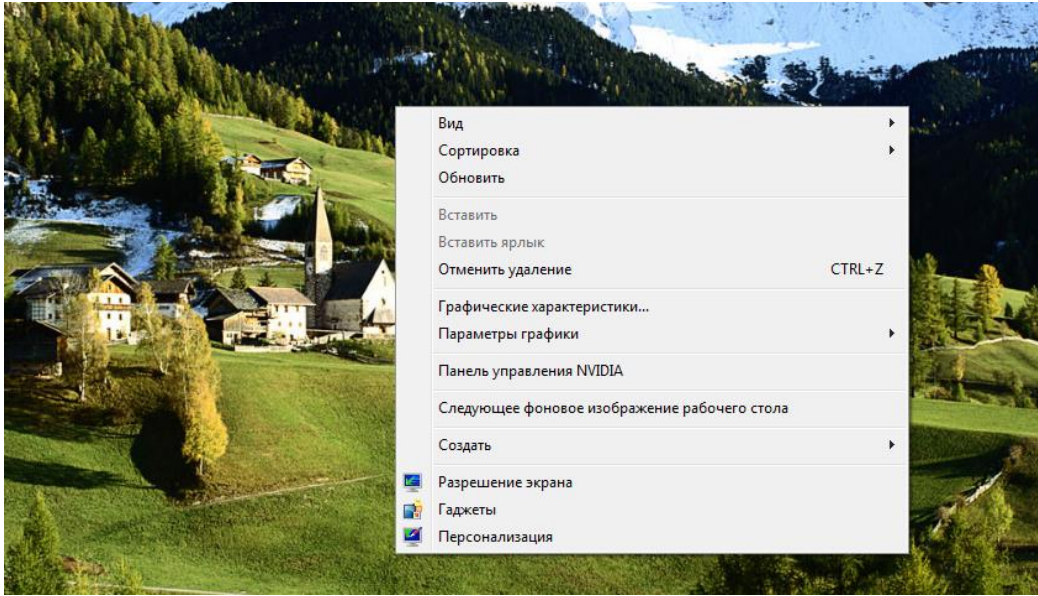 Вид
Сортировка
Обновить
Вставить
Вставить ярлык
Отменить удаление CTRL+Z
Графические характеристики...
Параметры графики
Панель управления NVIDIA
Следующее фоновое изображение рабочего стола
Создать
Разрешение экрана
Гаджеты
Персонализация